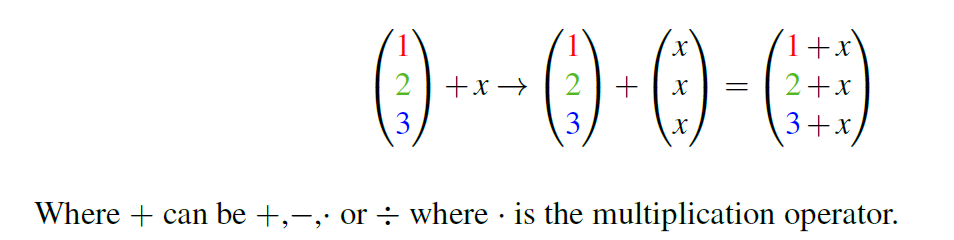 (1 2 3) + x → (1 2 3) + (x x x) = (1+x 2+x 3+x)
Where + can be +,−,· or ÷ where · is the multiplication operator.